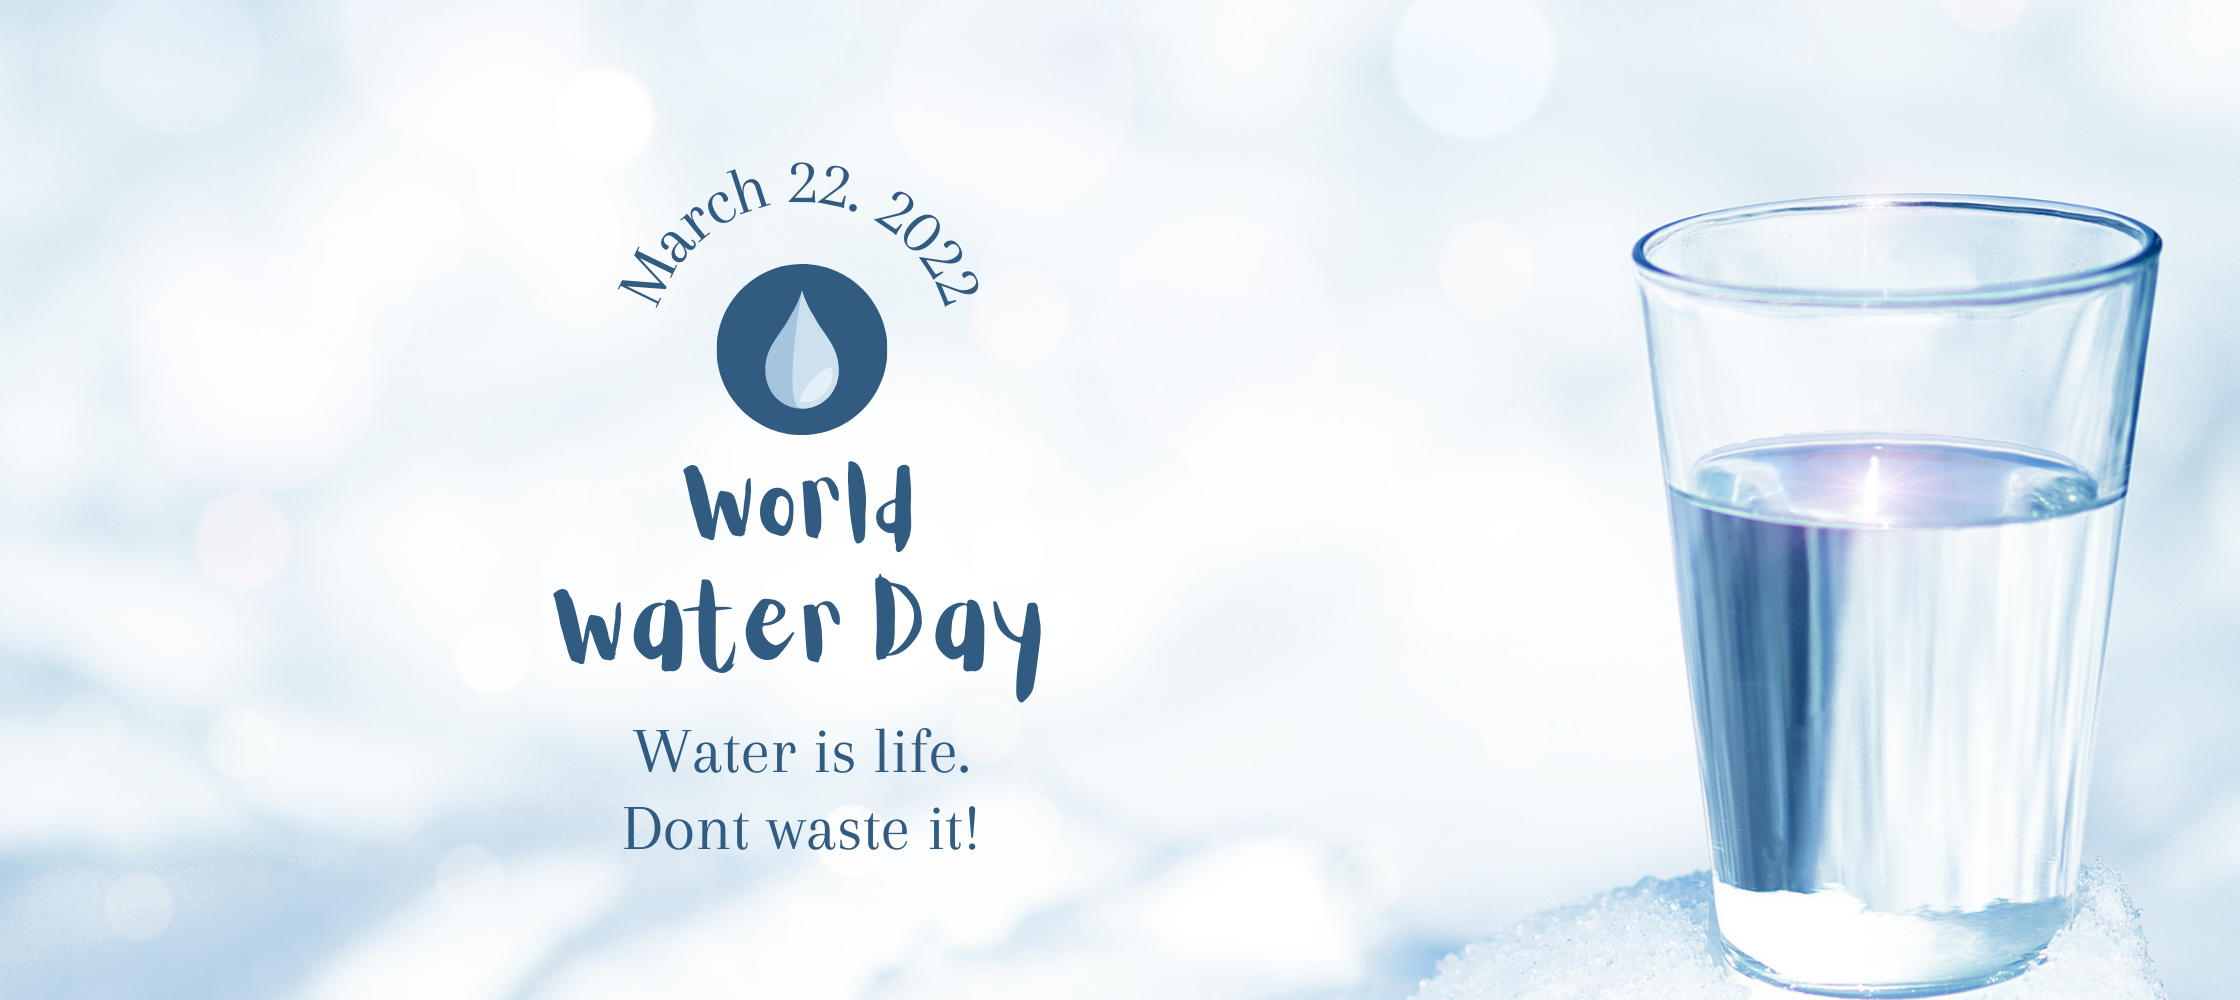 March 22. 2022
World
water Day
Water is life.
Dont waste it!